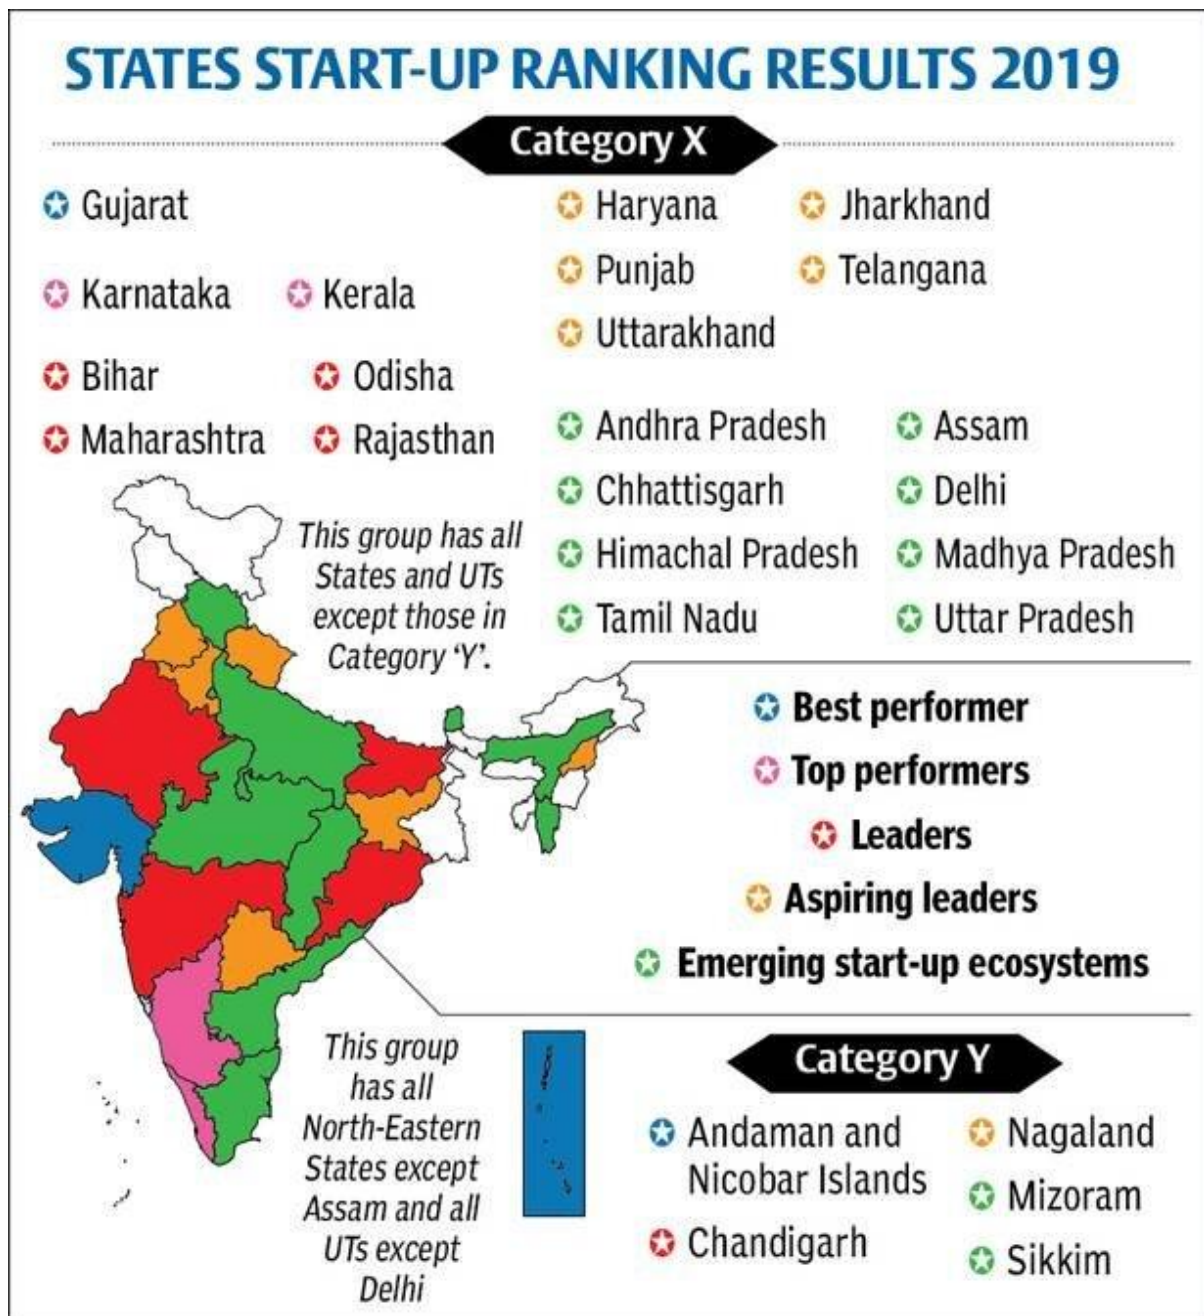 STATES START-UP RANKING RESULTS 2019
Category X
Gujarat
Karnataka Kerala
Bihar Odisha
Maharashtra Rajasthan
Haryana Jharkhand
Punjab Telangana
Uttarakhand
Andhra Pradesh Assam
Chhattisgarh Delhi
Himachal Pradesh Madhya Pradesh
Tamil Nadu Uttar Pradesh
This group has all
States and UTs
except those in
Category ‘Y’.
Best performer
Top performers
Leaders
Aspiring leaders
Emerging start-up ecosystems
This group
has all
North-Eastern
States except
Assam and all
UTs except
Delhi
Category Y
Andaman and
Nicobar Islands
Chandigarh
Nagaland
Mizoram
Sikkim